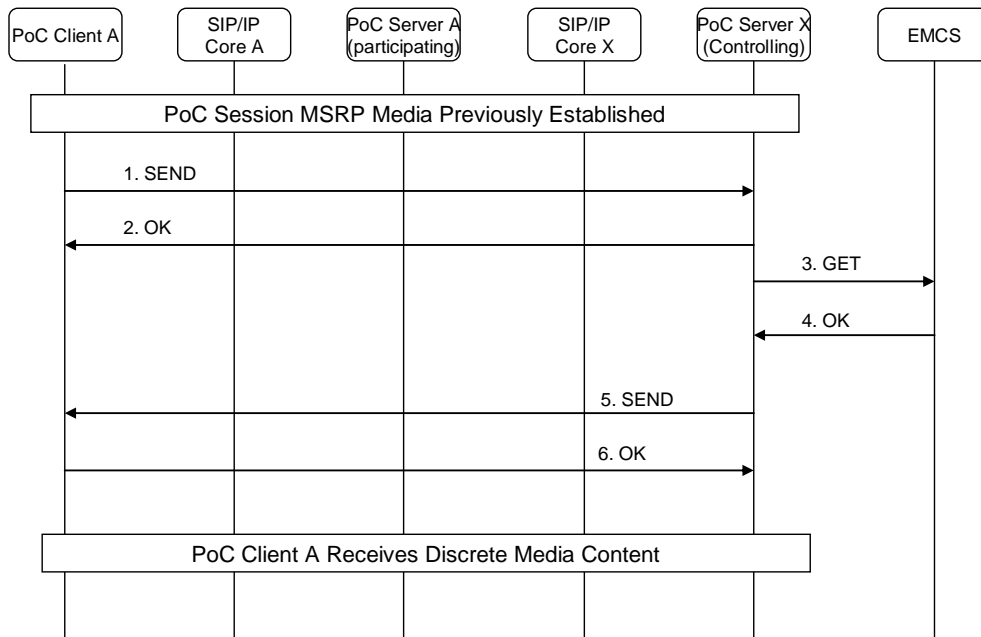 PoC Client A
SIP/IP
Core A
PoC Server A
(participating)
SIP/IP
Core X
PoC Server X
(Controlling)
EMCS
PoC Session MSRP Media Previously Established
1. SEND
2. OK
3. GET
4. OK
5. SEND
6. OK
PoC Client A Receives Discrete Media Content